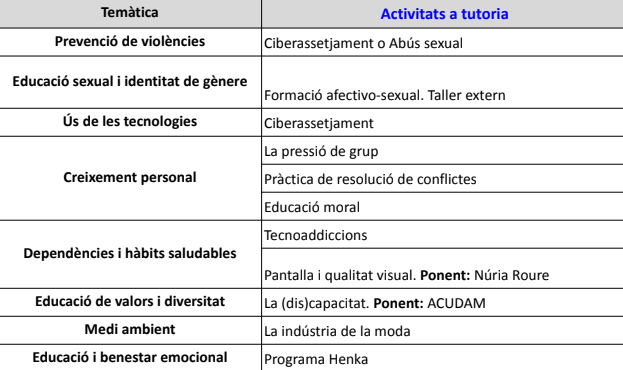 Temàtica
Activitats a tutoria
Prevenció de violències
Ciberassetjament o Abús sexual
Educació sexual i identitat de gènere
Formació afectivo-sexual. Taller extern
Ús de les tecnologies
Ciberassetjament
Creixement personal
La pressió de grup
Pràctica de resolució de conflictes
Educació moral
Dependències i hàbits saludables
Tecnoaddiccions
Pantalla i qualitat visual. Ponent: Núria Roure
Educació de valors i diversitat
La (dis)capacitat. Ponent: ACUDAM
Medi ambient
La indústria de la moda
Educació i benestar emocional
Programa Henka